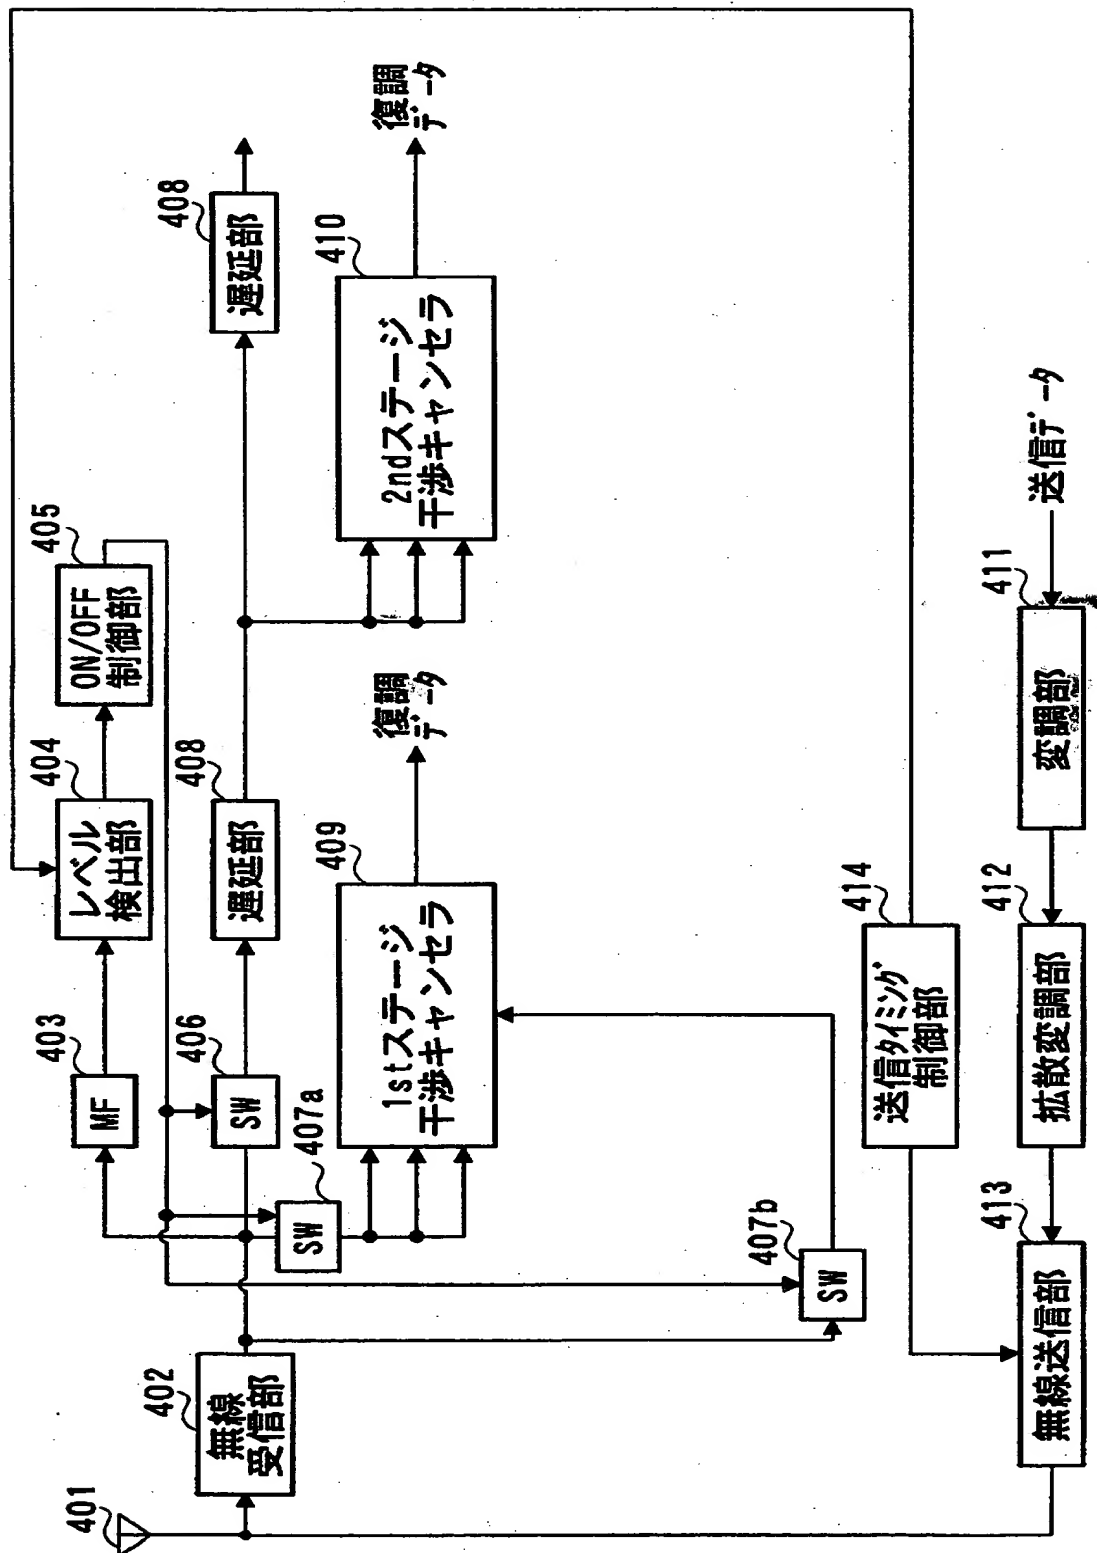 401
402
無線
受信部
403
MF
404
レベル
検出部
405
ON/OFF
制御部
406
SW
408
遅延部
408
遅延部
407a
SW
409
1stステージ
干渉キャンセラ
復調
データ
410
2ndステージ
干渉キャンセラ
復調
データ
407b
SW
414
送信タイミング
制御部
413
無線送信部
412
拡散変調部
411
変調部
送信データ